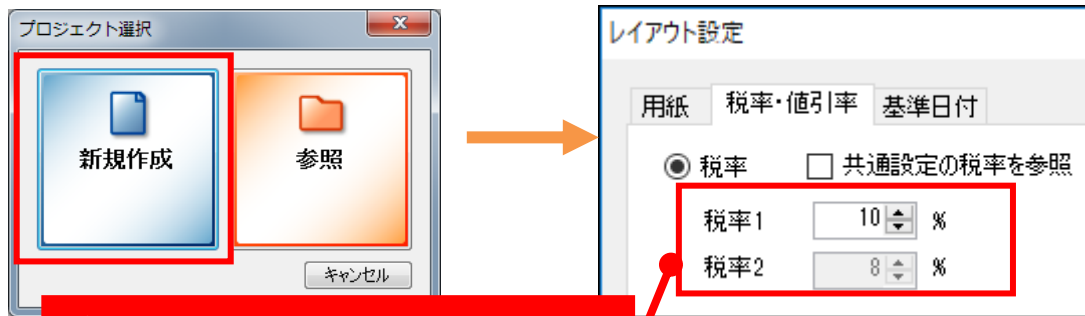 プロジェクト選択
x
新規作成
参照
キャンセル
レイアウト設定
用紙 税率・値引率 基準日付
税率 共通設定の税率を参照
税率1 10 %
税率2 8 %